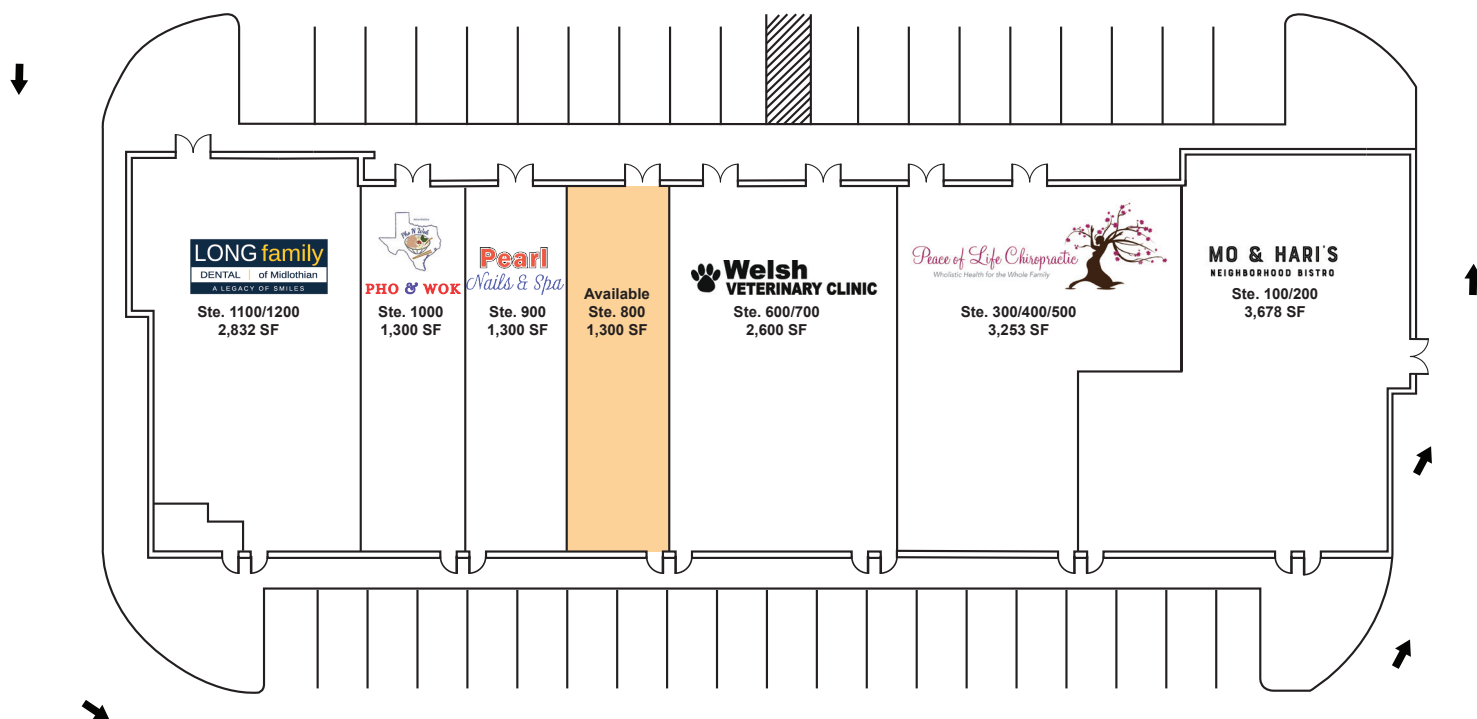 LONG family
DENTAL | of Midlothian
A LEGACY OF SMILES
Ste. 1100/1200
2,832 SF
Pho N Wok
PHO & WOK
Ste. 1000
1,300 SF
Pearl
Nails & Spa
Ste. 900
1,300 SF
Available
Ste. 800
1,300 SF
Welsh
VETERINARY CLINIC
Ste. 600/700
2,600 SF
Peace of Life Chiropractic
Wholistic Health for the Whole Family
Ste. 300/400/500
3,253 SF
MO & HARI'S
NEIGHBORHOOD BISTRO
Ste. 100/200
3,678 SF